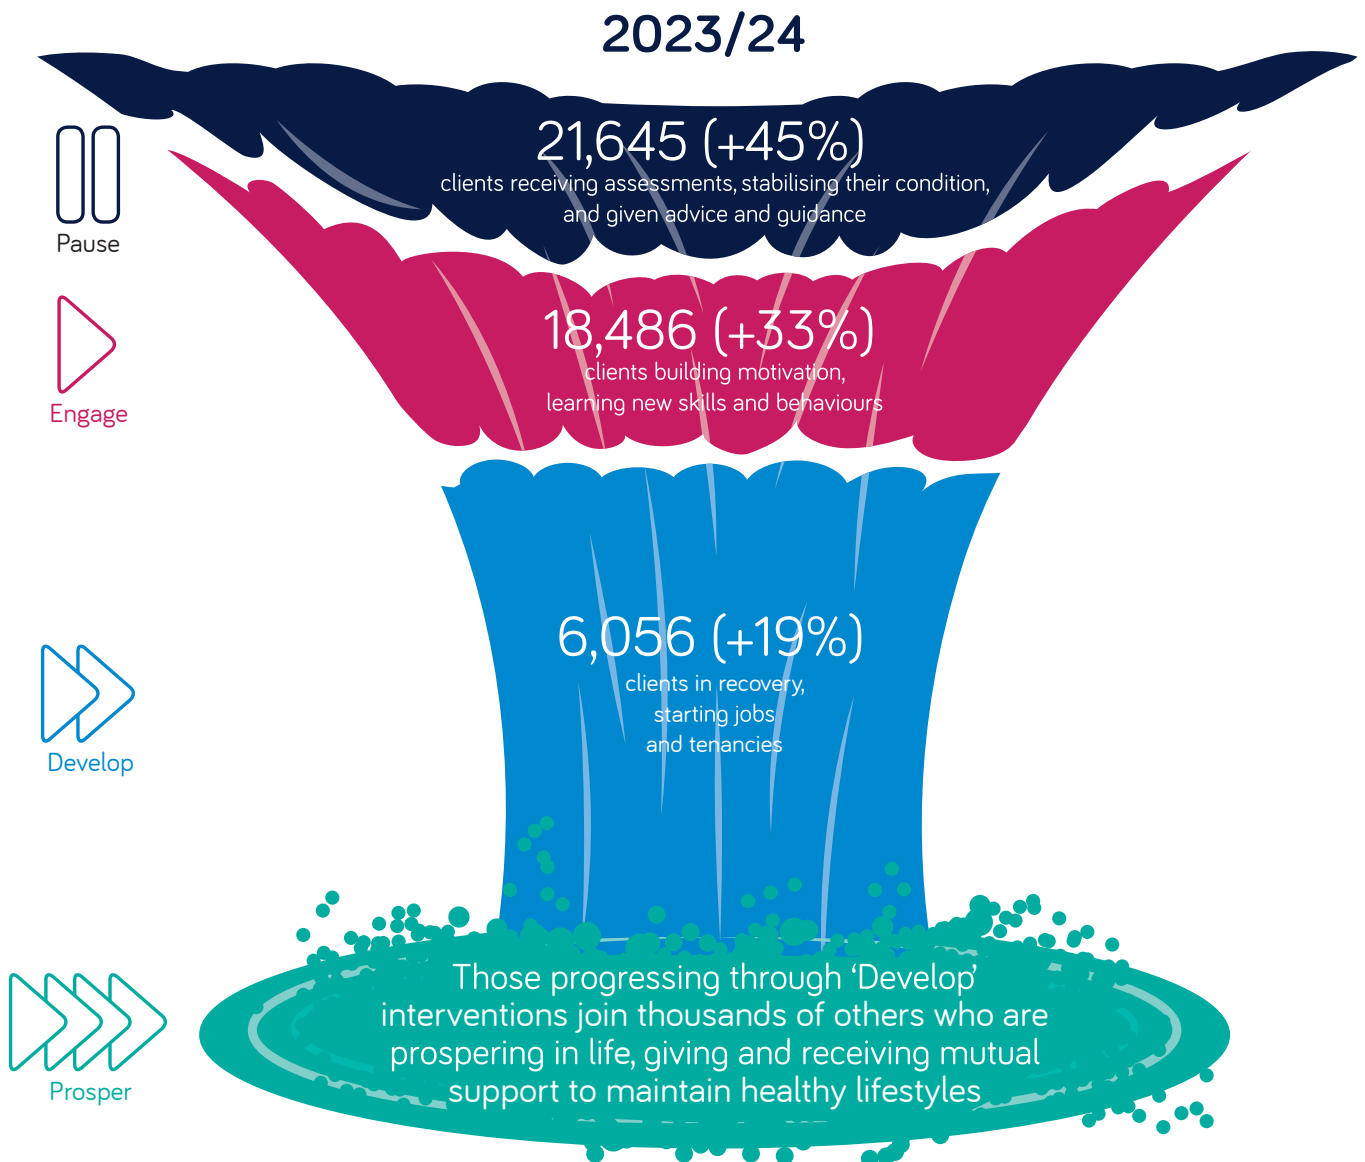 2023/24
21,645 (+45%)
clients receiving assessments, stabilising their condition,
and given advice and guidance
Pause
18,486 (+33%)
clients building motivation,
learning new skills and behaviours
Engage
6,056 (+19%)
clients in recovery,
starting jobs
and tenancies
Develop
Those progressing through ‘Develop’
interventions join thousands of others who are
prospering in life, giving and receiving mutual
support to maintain healthy lifestyles
Prosper